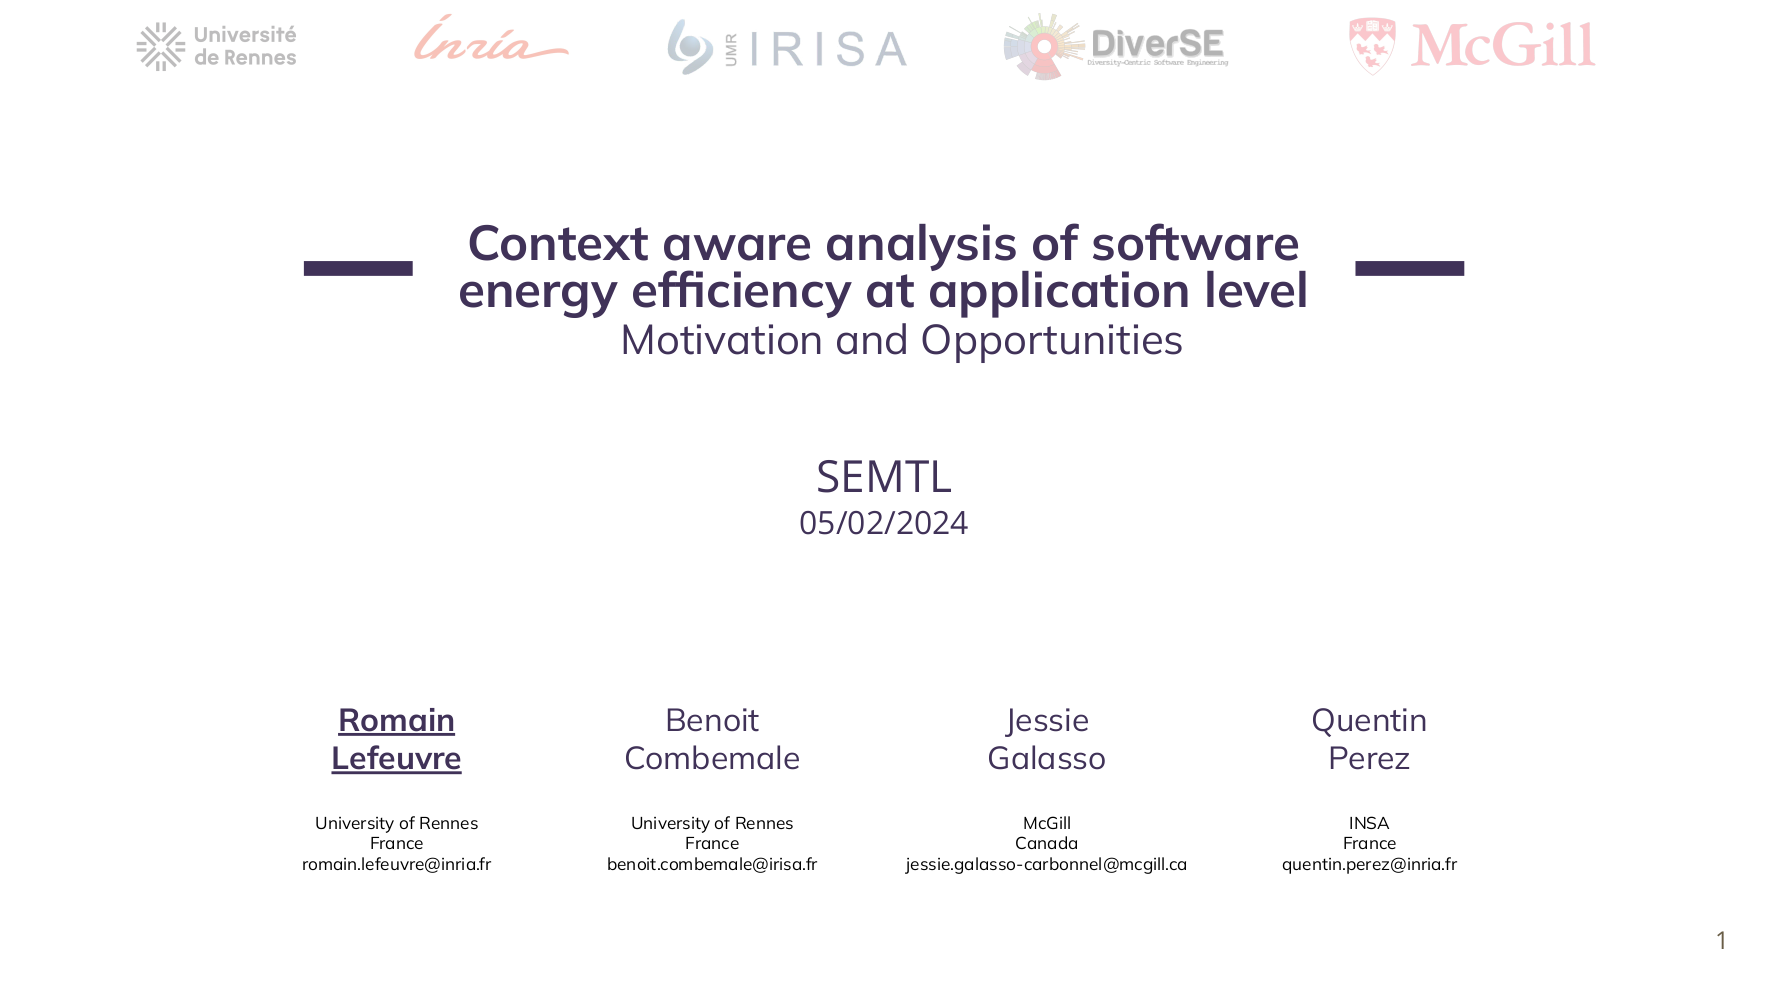 Université
de Rennes
Inria
UMR IRISA
DiverSE
Diversity-Centric Software Engineering
McGill
Context aware analysis of software
energy efficiency at application level
Motivation and Opportunities
SEMTL
05/02/2024
Romain
Lefeuvre
University of Rennes
France
romain.lefeuvre@inria.fr
Benoit
Combemale
University of Rennes
France
benoit.combemale@irisa.fr
Jessie
Galasso
McGill
Canada
jessie.galasso-carbonnel@mcgill.ca
Quentin
Perez
INSA
France
quentin.perez@inria.fr
1